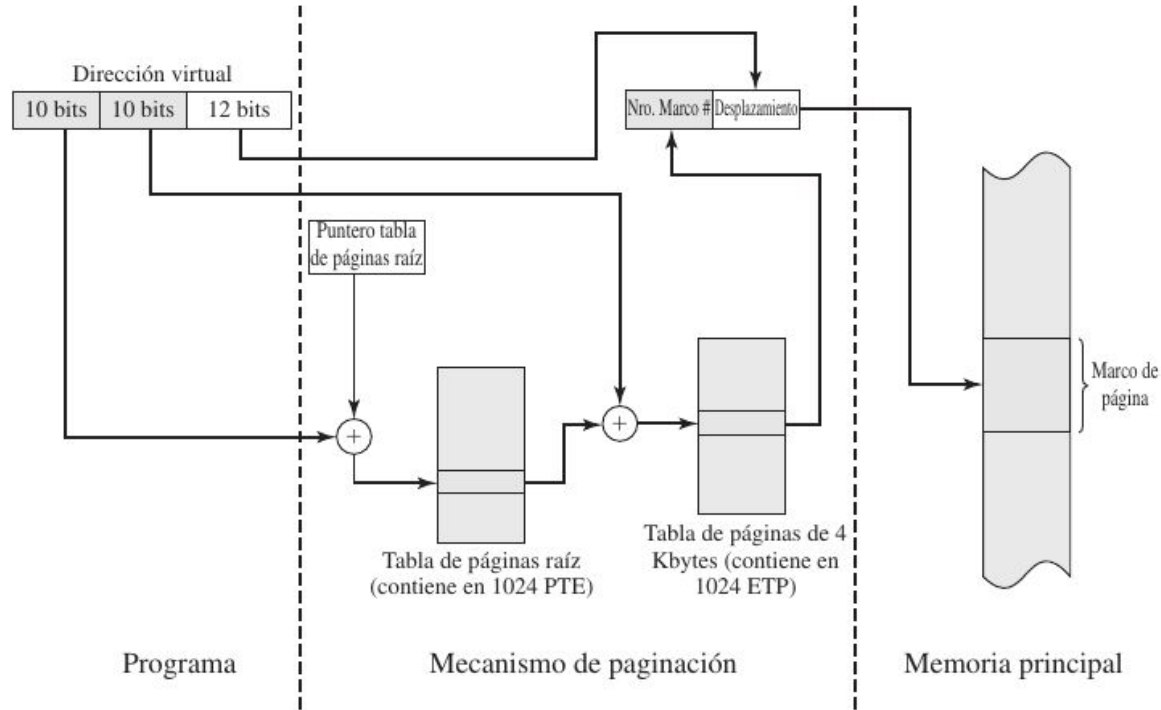 Dirección virtual
10 bits
10 bits
12 bits
Nro. Marco #
Desplazamiento
Puntero tabla
de páginas raíz
Marco de
página
Tabla de páginas raíz
(contiene en 1024 PTE)
Tabla de páginas de 4
Kbytes (contiene en
1024 ETP)
Programa
Mecanismo de paginación
Memoria principal